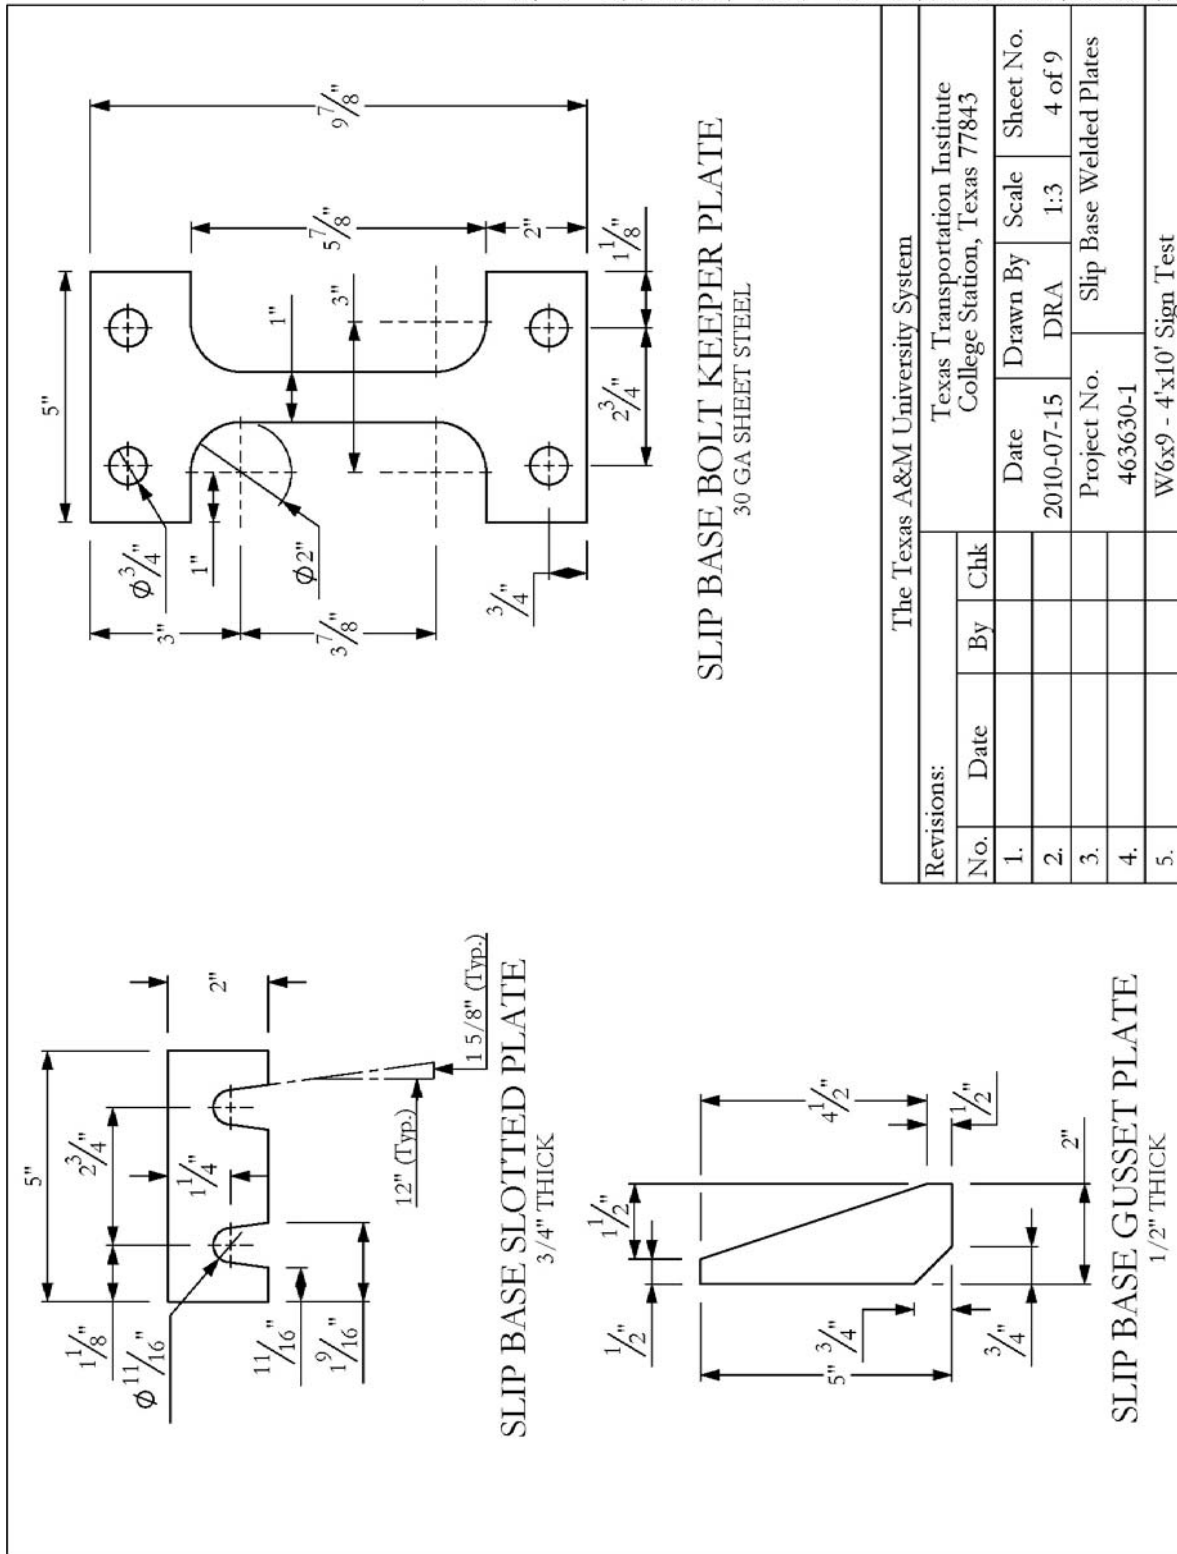 5"
2 3/4"
1 1/8"
1 1/4"
2"
Φ 11/16"
11/16"
1 9/16"
12" (Typ.)
1 5/8" (Typ.)
SLIP BASE SLOTTED PLATE
3/4" THICK
1/2"
1 1/2"
4 1/2"
5"
3/4"
3/4"
1/2"
2"
SLIP BASE GUSSET PLATE
1/2" THICK
5"
Φ 3/4"
3"
1"
Φ2"
3 7/8"
3/4"
1"
3"
5 7/8"
9 7/8"
2"
2 3/4"
1 1/8"
SLIP BASE BOLT KEEPER PLATE
30 GA SHEET STEEL
The Texas A&M University System
Revisions:
No. Date By Chk
1.
2.
3.
4.
5.
Texas Transportation Institute
College Station, Texas 77843
Date Drawn By Scale Sheet No.
2010-07-15 DRA 1:3 4 of 9
Project No. Slip Base Welded Plates
463630-1
W6x9 - 4'x10' Sign Test